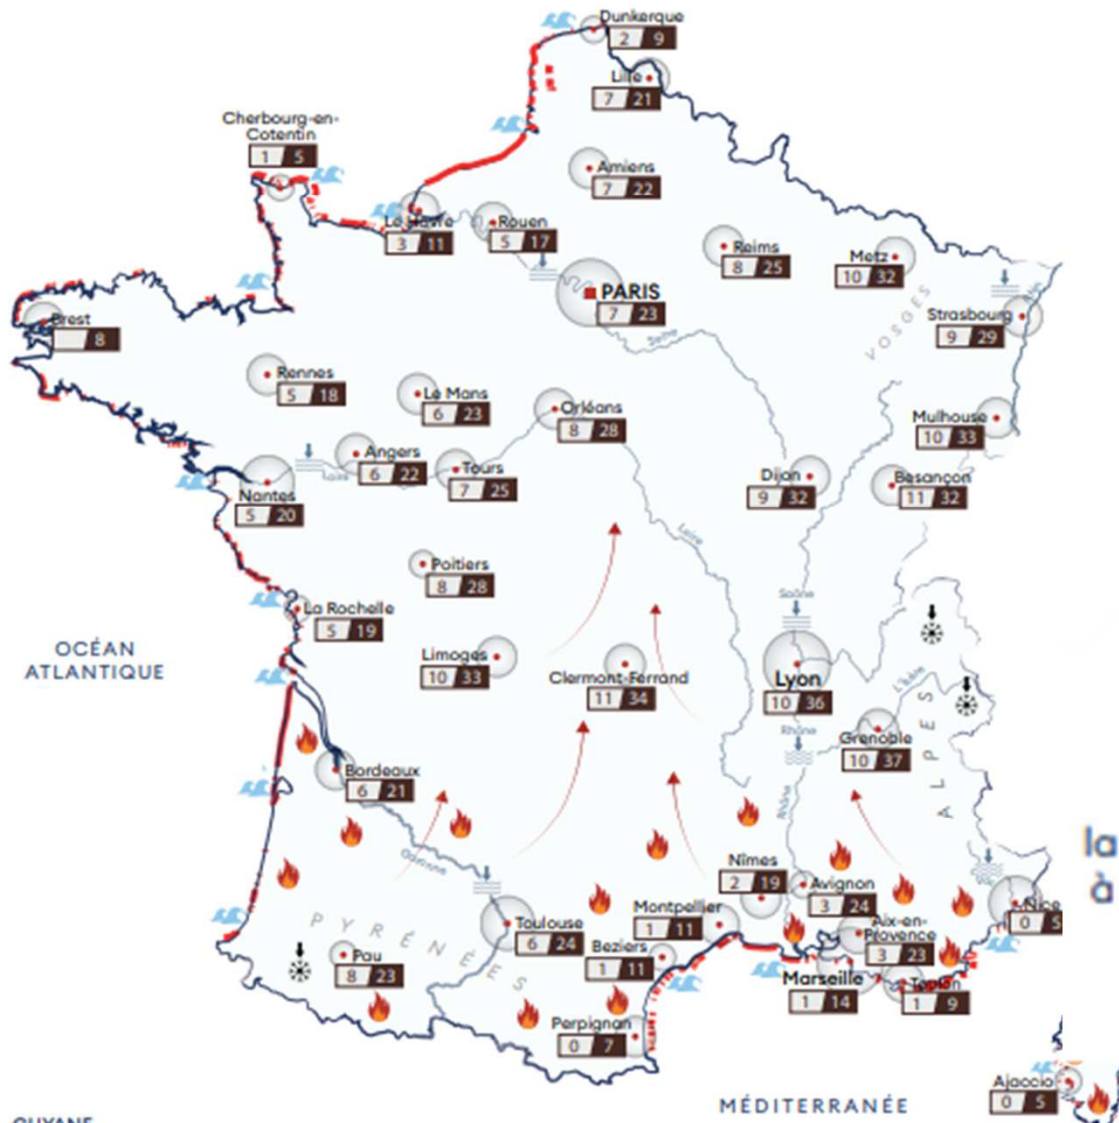 Dunkerque
2 9
Lille
7 21
Cherbourg-en-
Cotentin
1 5
Amiens
7 22
Le Havre
3 11
Rouen
5 17
Reims
8 25
Metz
10 32
PARIS
7 23
Seine
VOSGES
Strasbourg
9 29
Brest
8
Rennes
5 18
Le Mans
6 23
Orléans
8 28
Mulhouse
10 33
Angers
6 22
Tours
7 25
Loire
Nantes
5 20
Dijon
9 32
Besançon
11 32
Loire
Poitiers
8 28
Saône
La Rochelle
5 19
OCÉAN
ATLANTIQUE
Limoges
10 33
Clermont-Ferrand
11 34
Lyon
10 36
L'Isère
Rhône
Grenoble
10 37
ALPES
Bordeaux
6 21
Rhône
la
à
Garonne
Nîmes
2 19
Avignon
3 24
Montpellier
1 11
Nice
0 5
PYRÉNÉES
Toulouse
6 24
Aix-en-
Provence
3 23
Beziers
1 11
Pau
8 23
Marseille
1 14
Toulon
1 9
Perpignan
0 7
Ajaccio
0 5
MÉDITERRANÉE
GUYANE